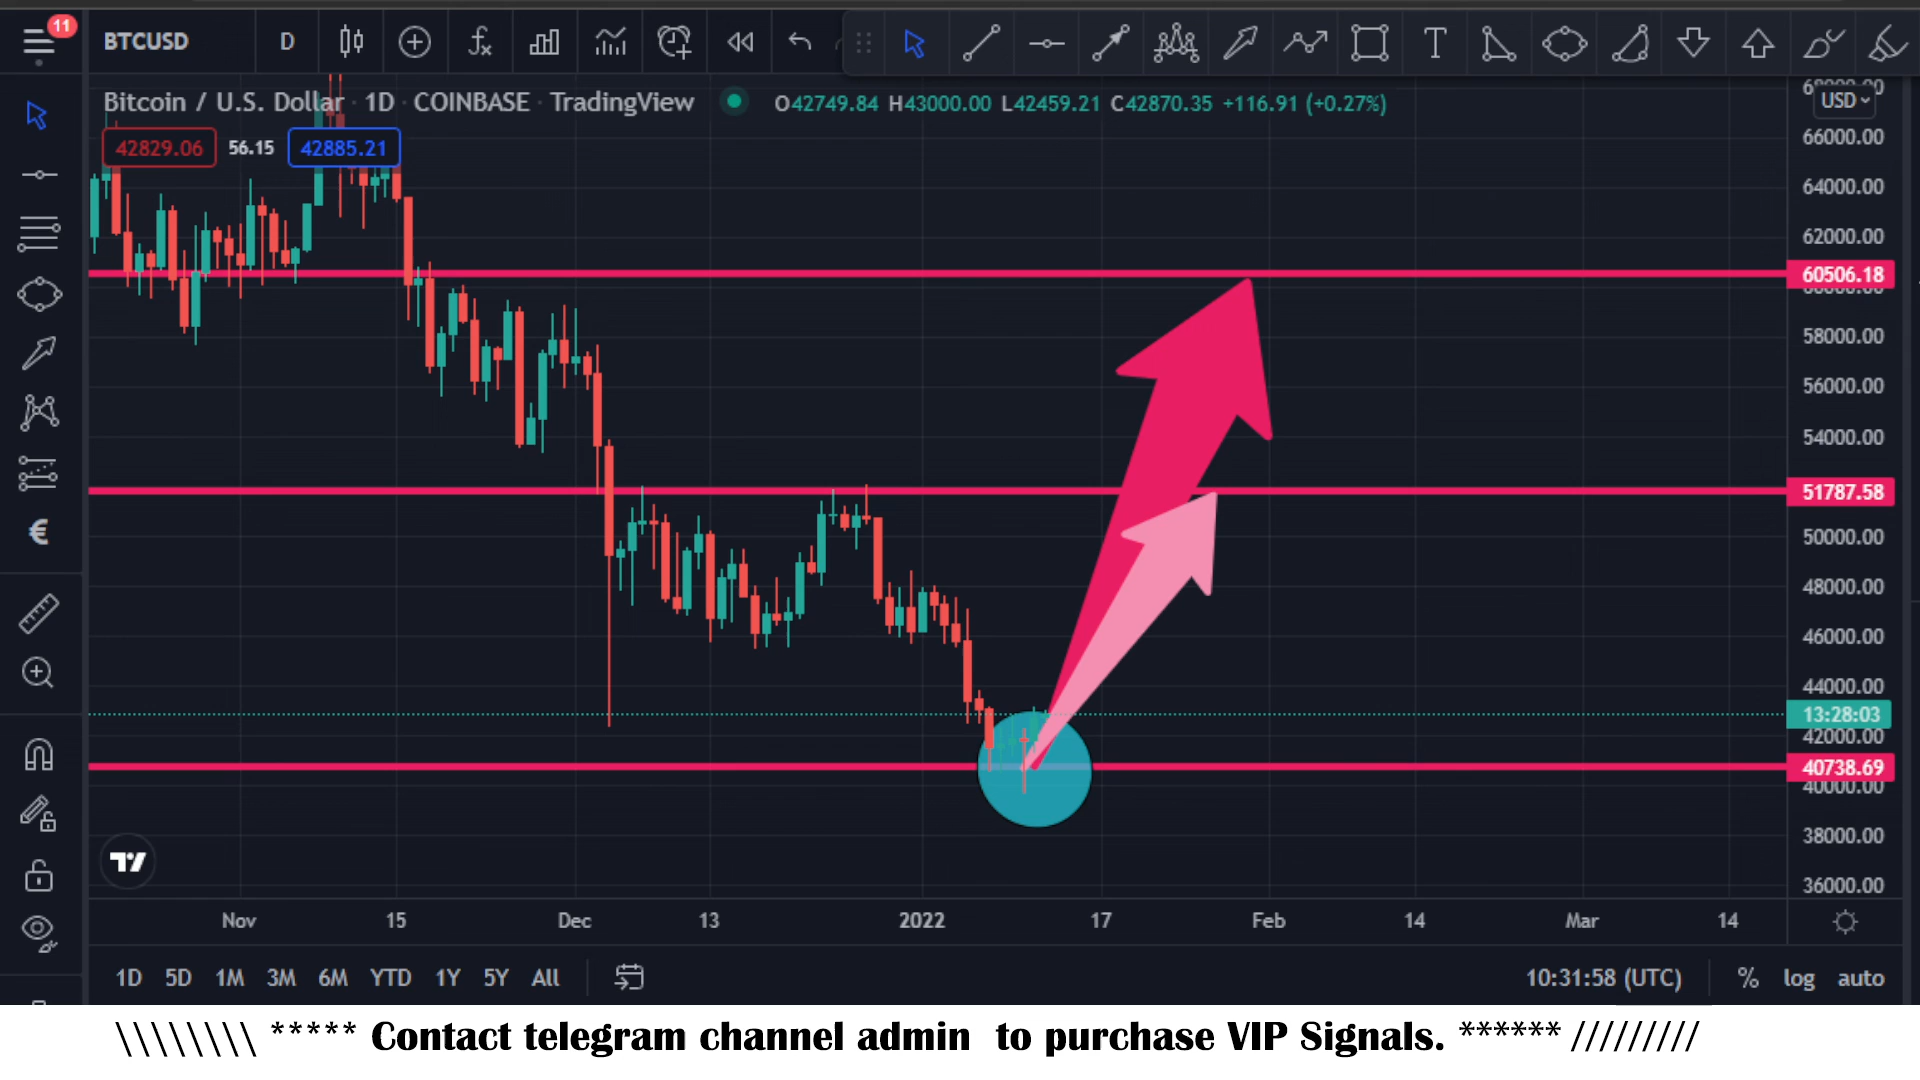 11
BTCUSD D
Bitcoin / U.S. Dollar · 1D · COINBASE · TradingView O42749.84 H43000.00 L42459.21 C42870.35 +116.91 (+0.27%)
USD
42829.06 56.15 42885.21
66000.00
64000.00
62000.00
60506.18
58000.00
56000.00
54000.00
51787.58
50000.00
48000.00
46000.00
44000.00
13:28:03
42000.00
40738.69
40000.00
38000.00
36000.00
Nov 15 Dec 13 2022 17 Feb 14 Mar 14
1D 5D 1M 3M 6M YTD 1Y 5Y All 10:31:58 (UTC) % log auto
\\\\\\\\ ***** Contact telegram channel admin to purchase VIP Signals. ****** /////////